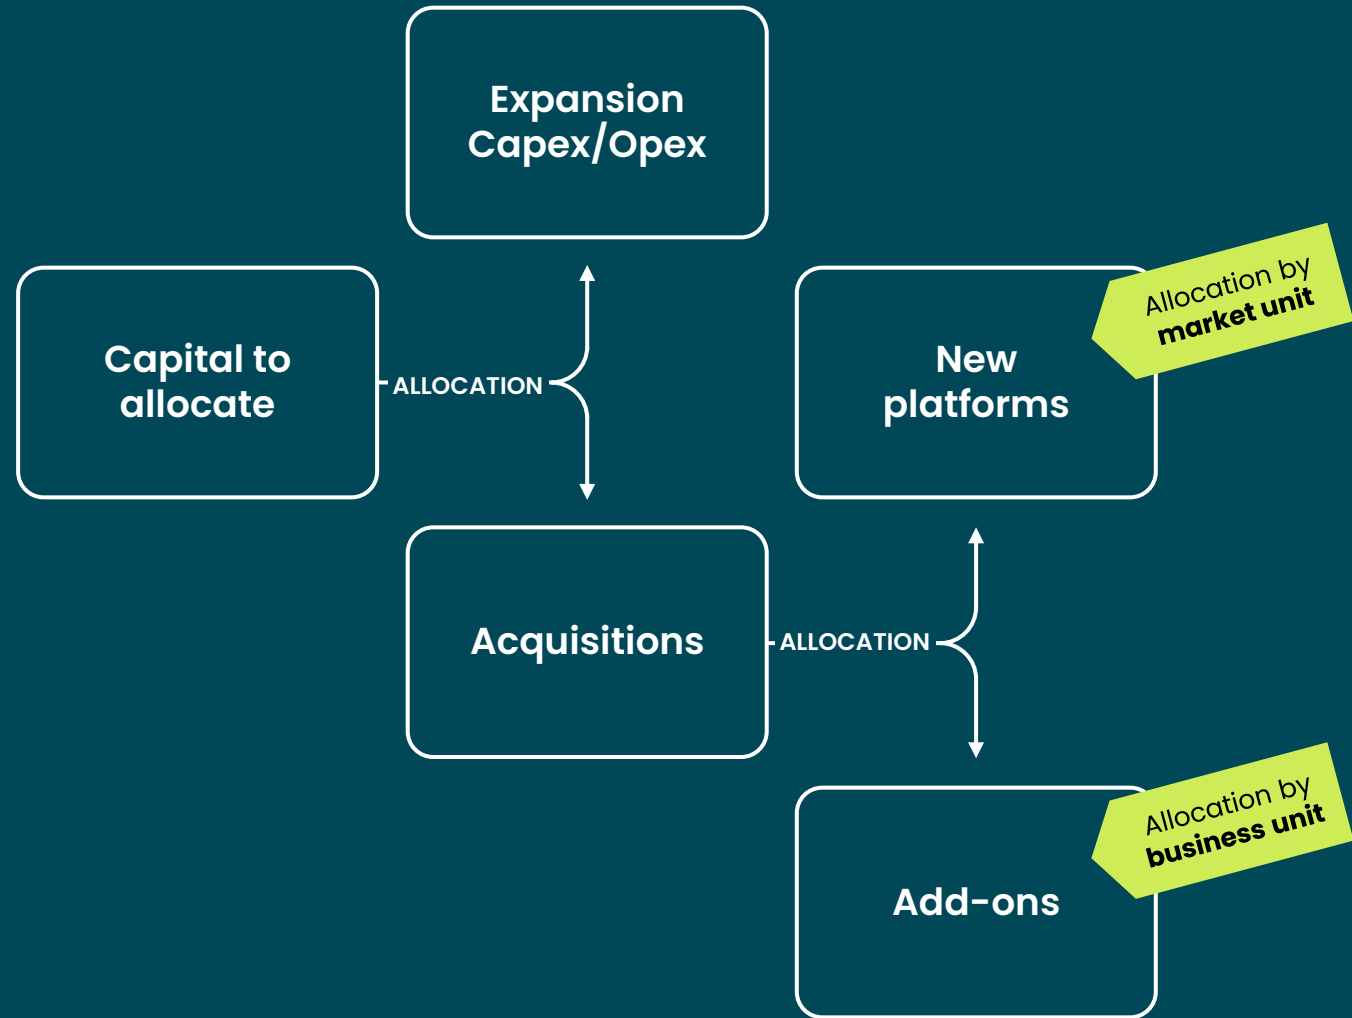 Expansion
Capex/Opex
Capital to
allocate
ALLOCATION
New
platforms
Allocation by
market unit
Acquisitions
ALLOCATION
Add-ons
Allocation by
business unit